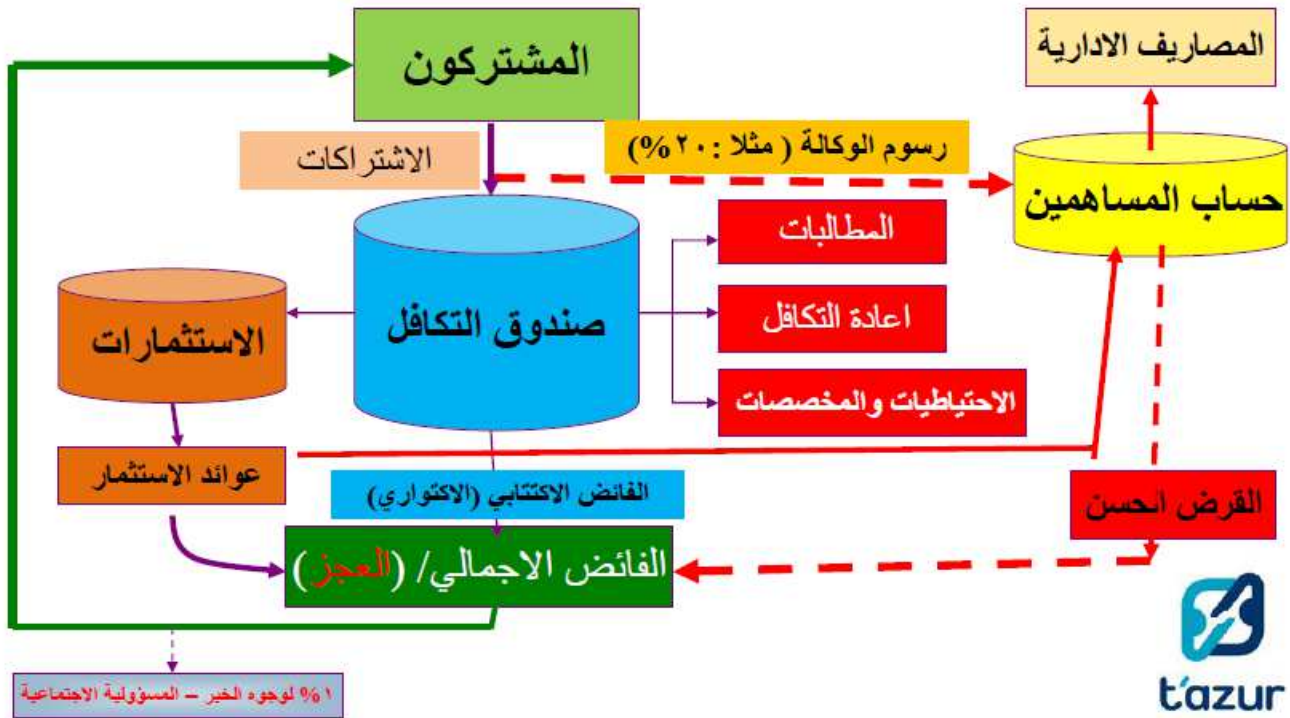 المشتركون
المصاريف الادارية
الاشتراكات
رسوم الوكالة ( مثلا : ٢٠ %)
حساب المساهمين
المطالبات
صندوق التكافل
اعادة التكافل
الاستثمارات
الاحتياطيات والمخصصات
عوائد الاستثمار
الفائض الاكتتابي (الاكتواري)
القرض الحسن
الفائض الاجمالي/ (العجز)
١ % لوجوه الخير – المسؤولية الاجتماعية
t'azur